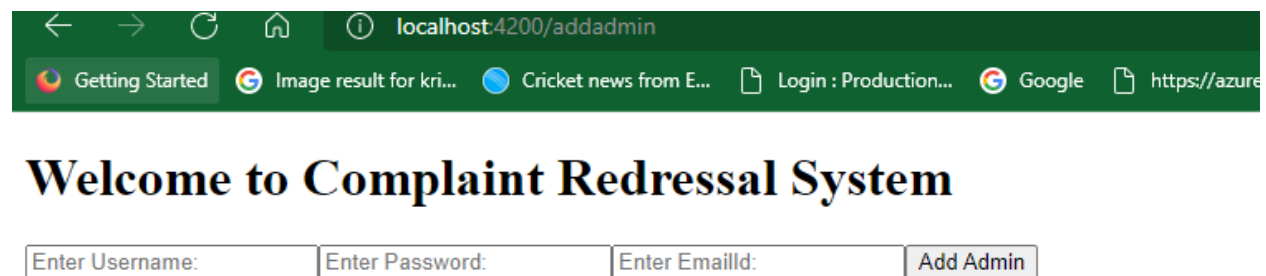 localhost:4200/addadmin
Getting Started Image result for kri... Cricket news from E... Login : Production... Google https://azure
Welcome to Complaint Redressal System
Enter Username: Enter Password: Enter EmailId: Add Admin